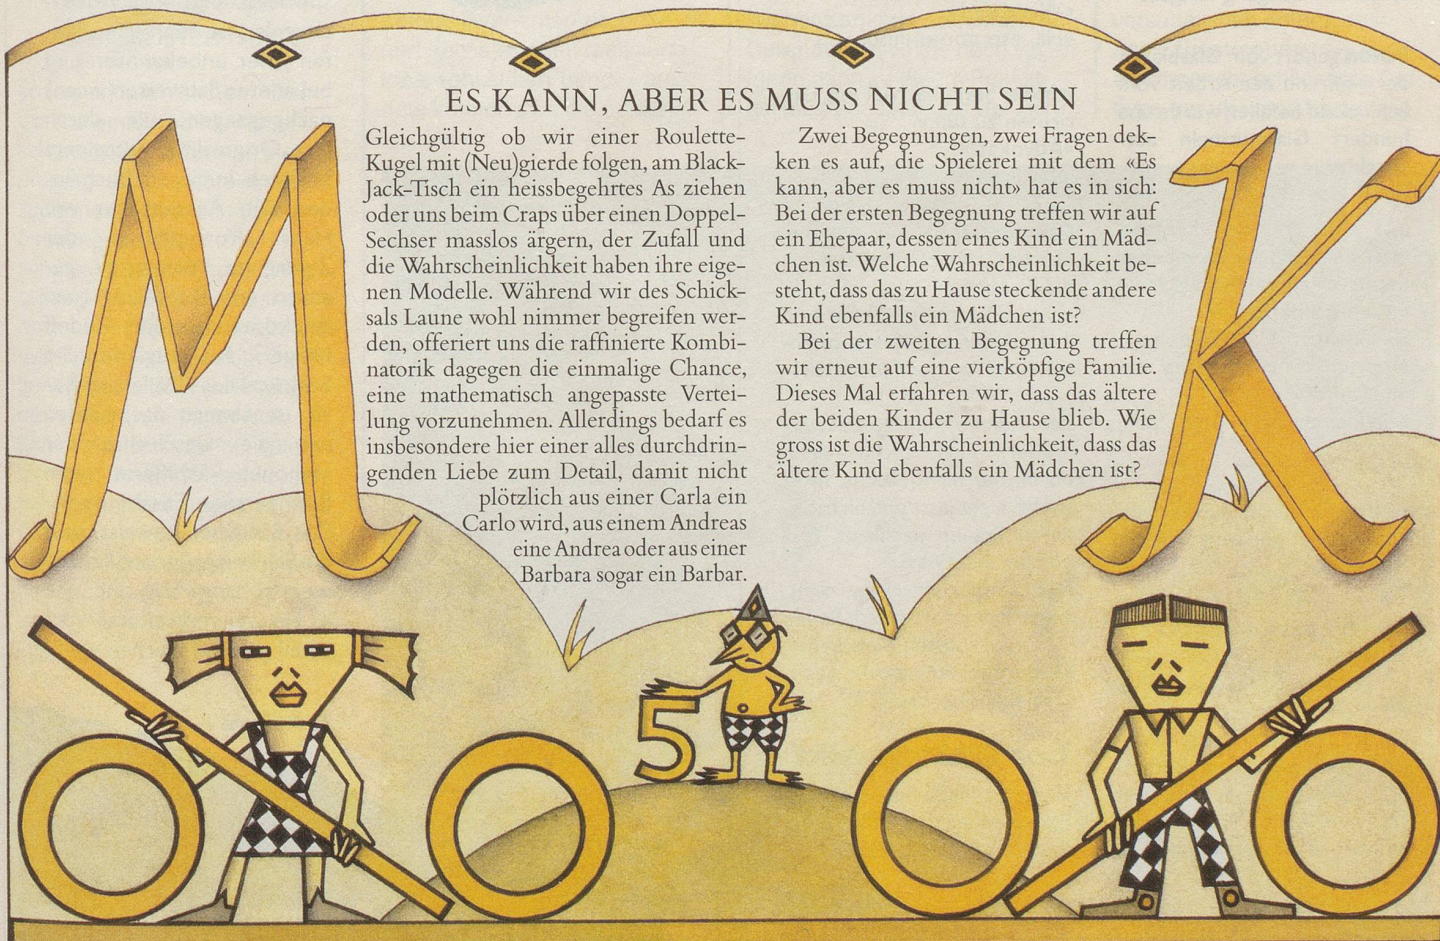 ES KANN, ABER ES MUSS NICHT SEIN
Gleichgültig ob wir einer Roulette-
Kugel mit (Neu)gierde folgen, am Black-
Jack-Tisch ein heissbegehrtes As ziehen
oder uns beim Craps über einen Doppel-
Sechser masslos ärgern, der Zufall und
die Wahrscheinlichkeit haben ihre eige-
nen Modelle. Während wir des Schick-
sals Laune wohl nimmer begreifen wer-
den, offeriert uns die raffinierte Kombi-
natorik dagegen die einmalige Chance,
eine mathematisch angepasste Vertei-
lung vorzunehmen. Allerdings bedarf es
insbesondere hier einer alles durchdrin-
genden Liebe zum Detail, damit nicht
plötzlich aus einer Carla ein
Carlo wird, aus einem Andreas
eine Andrea oder aus einer
Barbara sogar ein Barbar.
Zwei Begegnungen, zwei Fragen dek-
ken es auf, die Spielerei mit dem «Es
kann, aber es muss nicht» hat es in sich:
Bei der ersten Begegnung treffen wir auf
ein Ehepaar, dessen eines Kind ein Mäd-
chen ist. Welche Wahrscheinlichkeit be-
steht, dass das zu Hause steckende andere
Kind ebenfalls ein Mädchen ist?
Bei der zweiten Begegnung treffen
wir erneut auf eine vierköpfige Familie.
Dieses Mal erfahren wir, dass das ältere
der beiden Kinder zu Hause blieb. Wie
gross ist die Wahrscheinlichkeit, dass das
ältere Kind ebenfalls ein Mädchen ist?
M
K
5